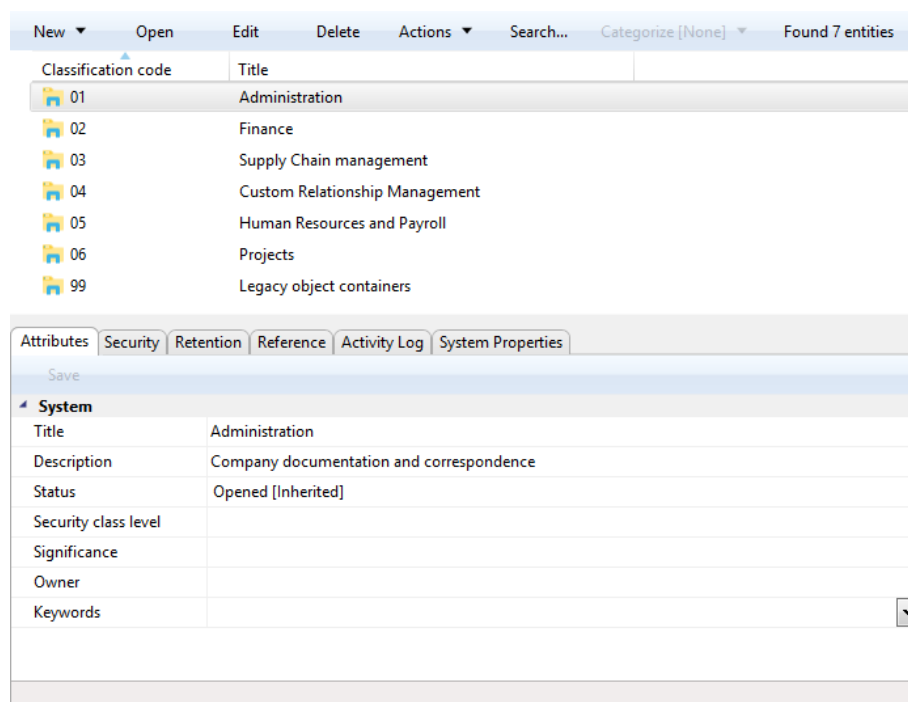 New Open Edit Delete Actions Search... Categorize [None] Found 7 entities
Classification code Title
01 Administration
02 Finance
03 Supply Chain management
04 Custom Relationship Management
05 Human Resources and Payroll
06 Projects
99 Legacy object containers
Attributes Security Retention Reference Activity Log System Properties
Save
System
Title Administration
Description Company documentation and correspondence
Status Opened [Inherited]
Security class level
Significance
Owner
Keywords